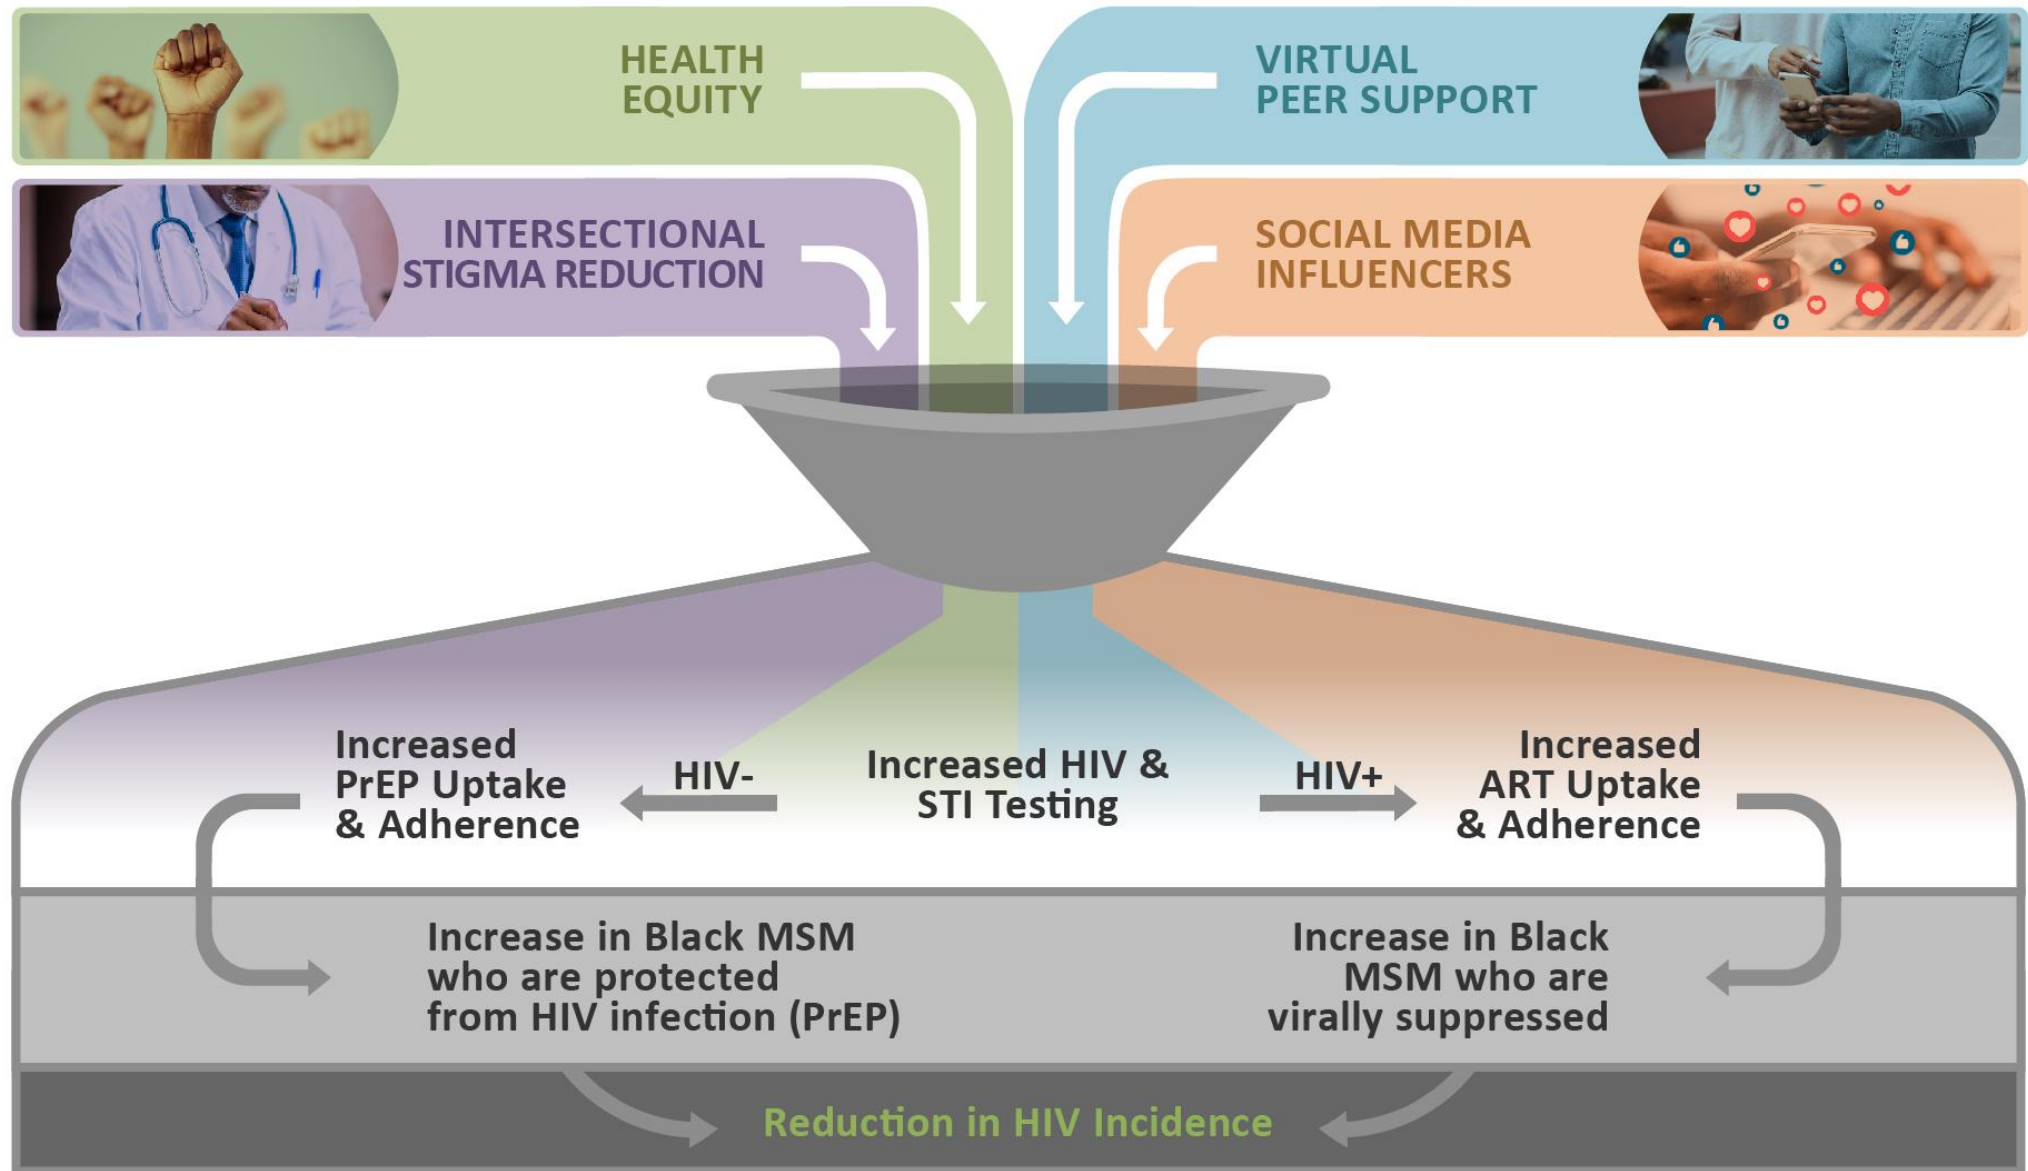 HEALTH
EQUITY
VIRTUAL
PEER SUPPORT
INTERSECTIONAL
STIGMA REDUCTION
SOCIAL MEDIA
INFLUENCERS
Increased
PrEP Uptake
& Adherence
HIV-
Increased HIV &
STI Testing
HIV+
Increased
ART Uptake
& Adherence
Increase in Black MSM
who are protected
from HIV infection (PrEP)
Increase in Black
MSM who are
virally suppressed
Reduction in HIV Incidence